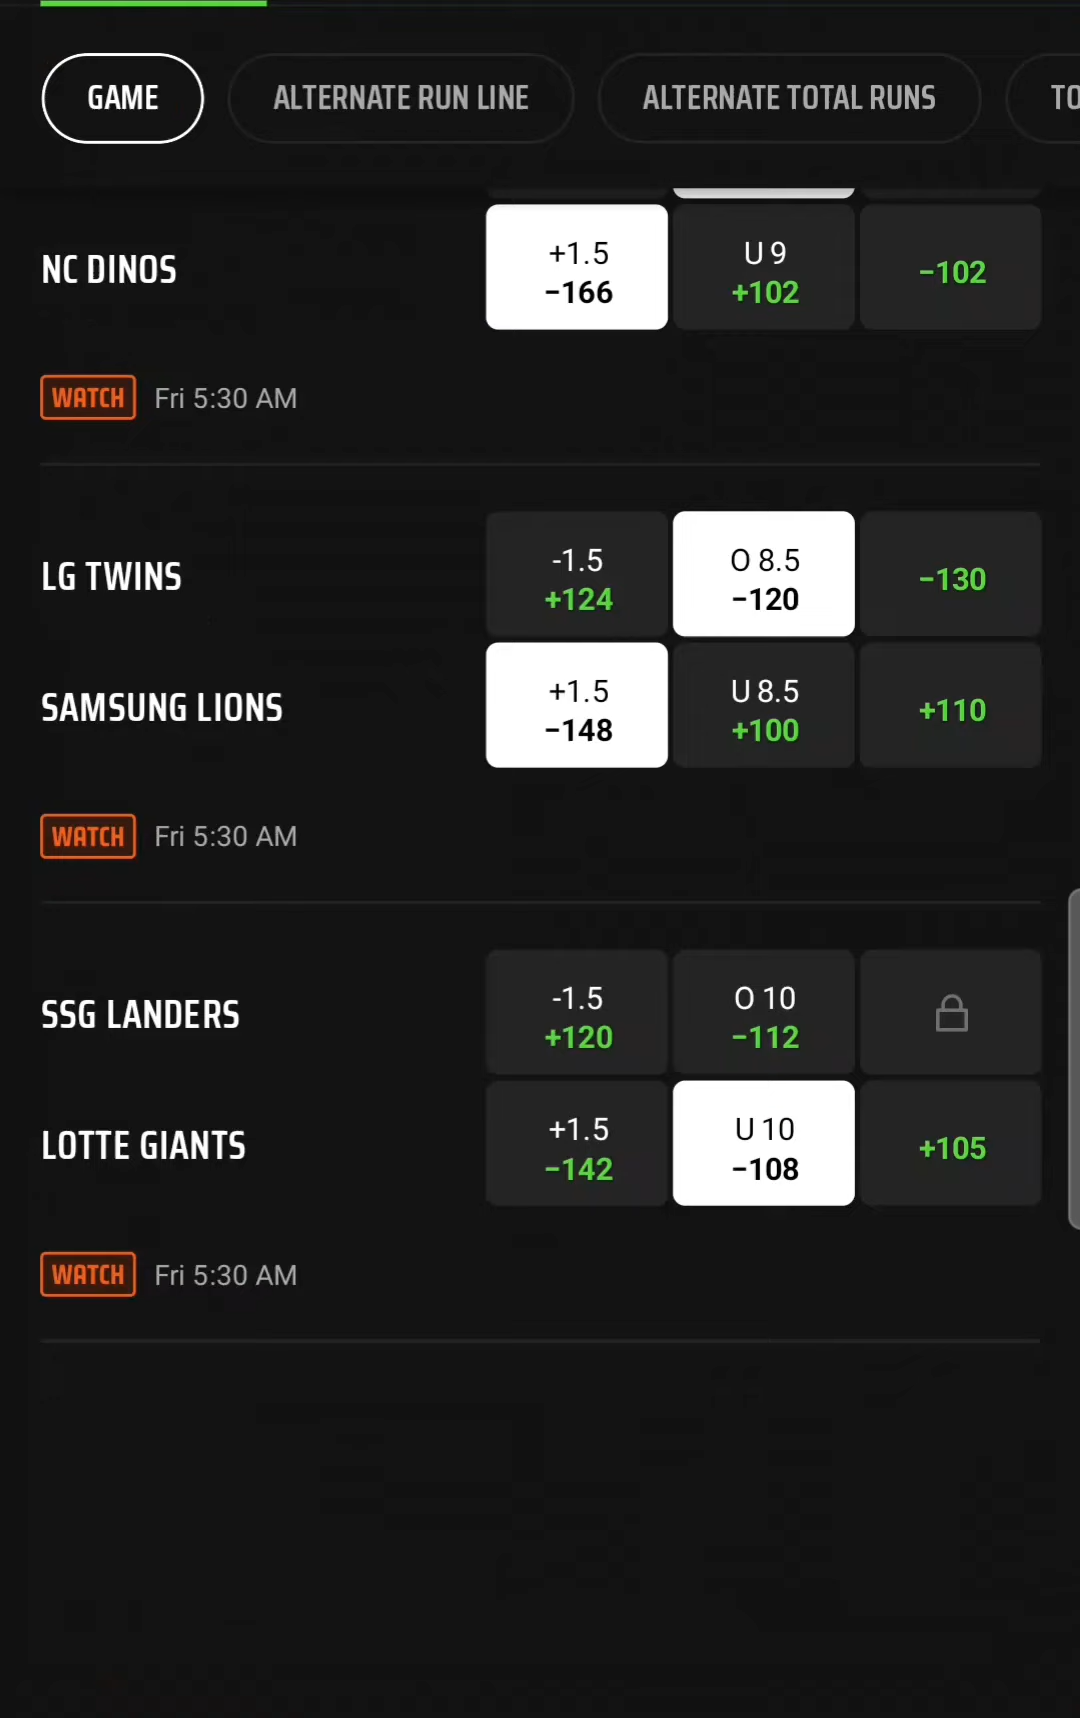 GAME
ALTERNATE RUN LINE
ALTERNATE TOTAL RUNS
TO
NC DINOS
+1.5
−166
U 9
+102
−102
WATCH Fri 5:30 AM
LG TWINS
-1.5
+124
O 8.5
−120
−130
SAMSUNG LIONS
+1.5
−148
U 8.5
+100
+110
WATCH Fri 5:30 AM
SSG LANDERS
-1.5
+120
O 10
−112
LOTTE GIANTS
+1.5
−142
U 10
−108
+105
WATCH Fri 5:30 AM